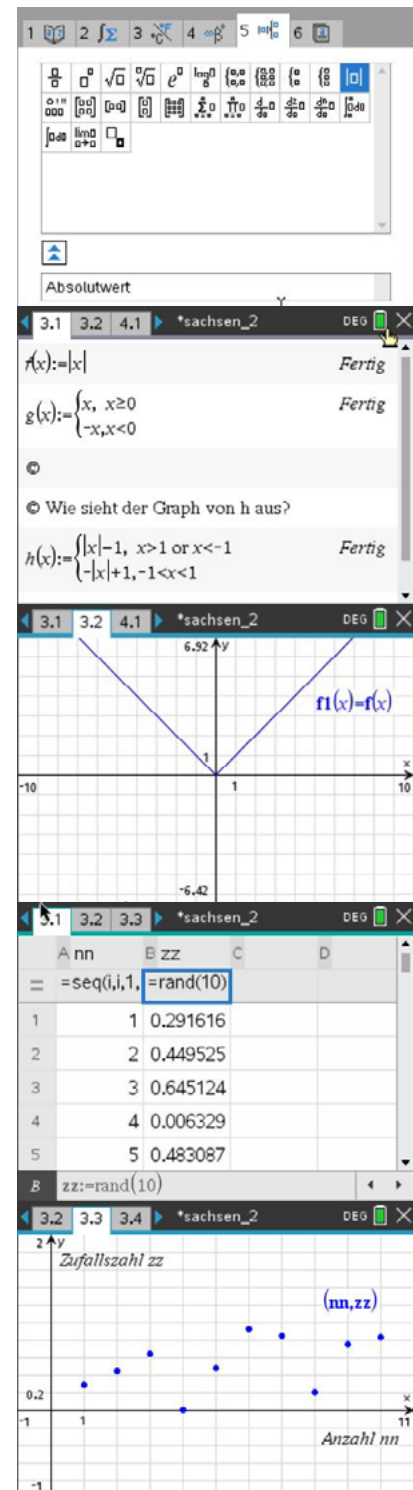 1 2 ∫Σ 3 4 ∞β° 5 6
Absolutwert
3.1 3.2 4.1 *sachsen_2 DEG
f(x):=|x| Fertig
g(x):={x, x≥0 Fertig
-x,x<0
©
© Wie sieht der Graph von h aus?
h(x):={|x|-1, x>1 or x<-1 Fertig
-|x|+1,-1<x<1
3.1 3.2 4.1 *sachsen_2 DEG
6.92 y
f1(x)=f(x)
1
x
-10 1 10
-6.42
3.1 3.2 3.3 *sachsen_2 DEG
A nn B zz C D
= =seq(i,i,1, =rand(10)
1 1 0.291616
2 2 0.449525
3 3 0.645124
4 4 0.006329
5 5 0.483087
B zz:=rand(10)
3.2 3.3 3.4 *sachsen_2 DEG
2 y
Zufallszahl zz
(nn,zz)
0.2
x
-1 1 11
Anzahl nn
-1